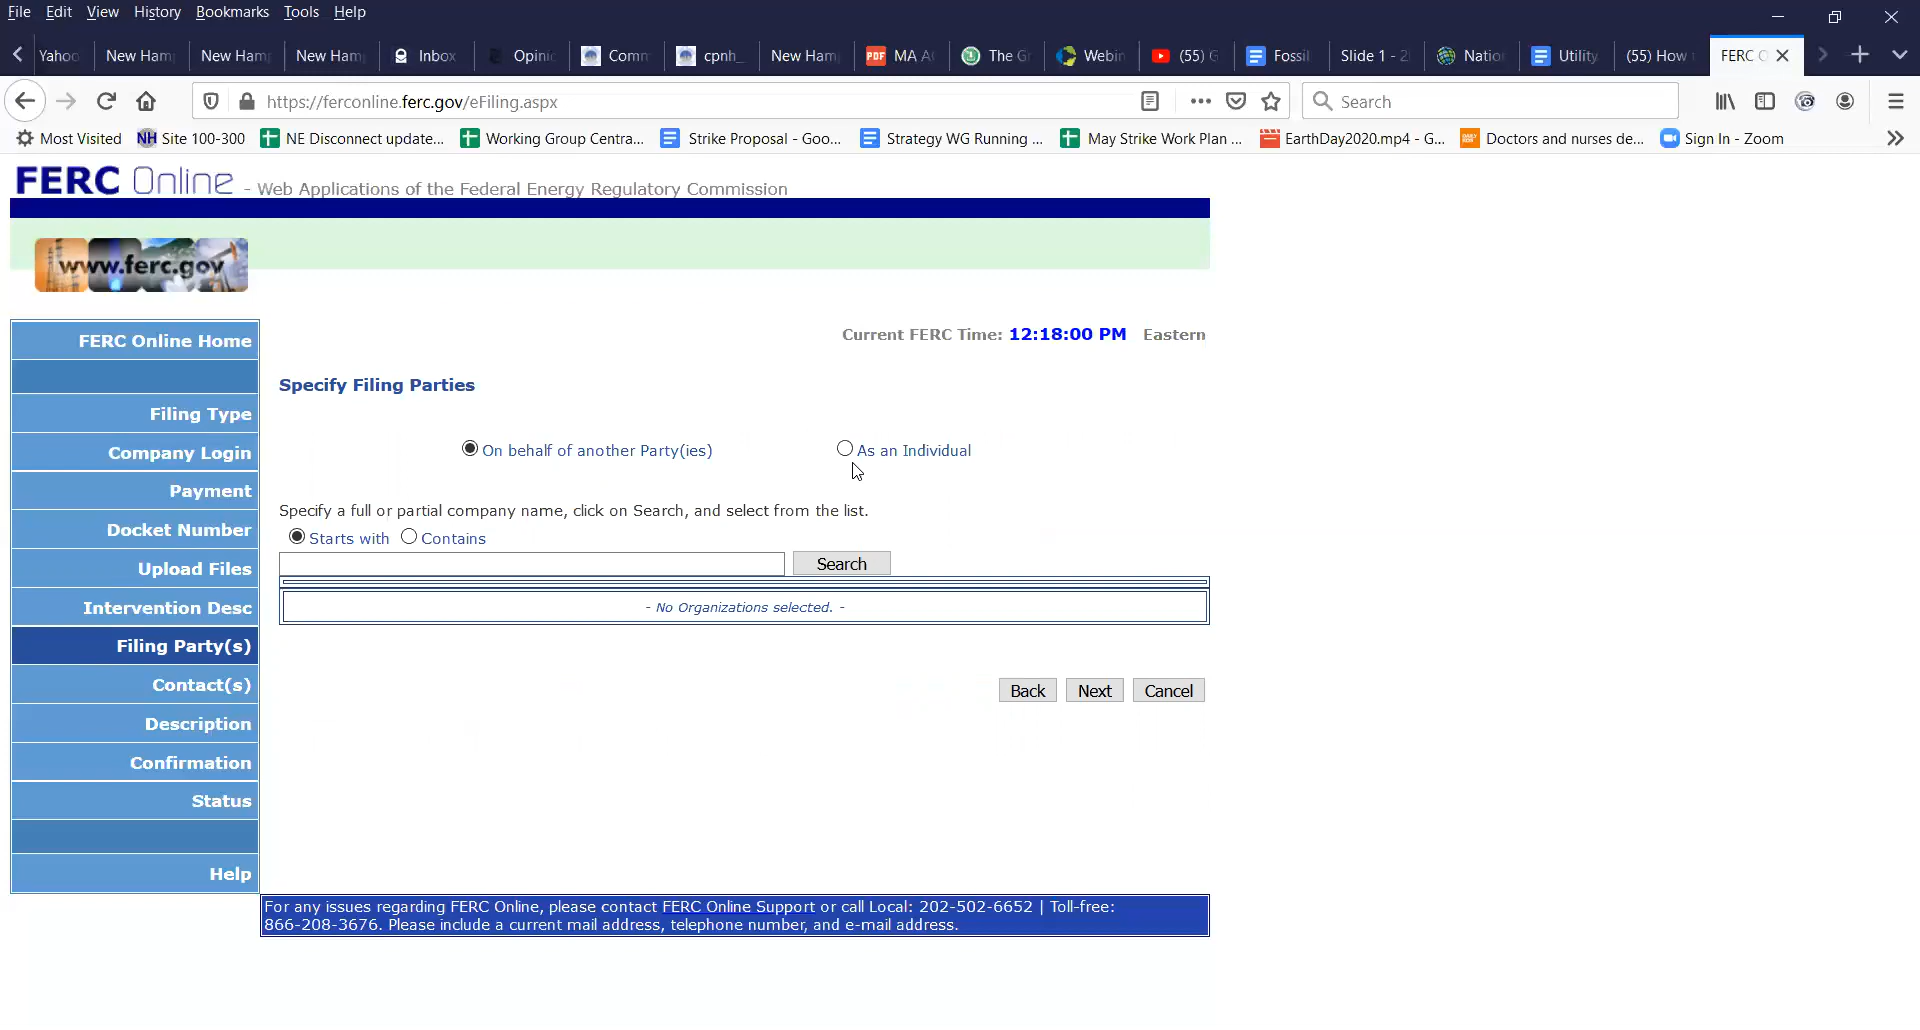 File Edit View History Bookmarks Tools Help
Yahoo New Ham New Ham New Ham Inbox Opinio Comm cpnh_ New Ham PDF MA A The G Webin (55) G Fossil Slide 1 - 2 Natio Utility (55) How FERC O
https://ferconline.ferc.gov/eFiling.aspx Search
Most Visited NH Site 100-300 NE Disconnect update... Working Group Centra... Strike Proposal - Goo... Strategy WG Running ... May Strike Work Plan ... EarthDay2020.mp4 - G... Doctors and nurses de... Sign In - Zoom
FERC Online - Web Applications of the Federal Energy Regulatory Commission
www.ferc.gov
Current FERC Time: 12:18:00 PM Eastern
FERC Online Home
Filing Type
Company Login
Payment
Docket Number
Upload Files
Intervention Desc
Filing Party(s)
Contact(s)
Description
Confirmation
Status
Help
Specify Filing Parties
On behalf of another Party(ies) As an Individual
Specify a full or partial company name, click on Search, and select from the list.
Starts with Contains
Search
- No Organizations selected. -
Back Next Cancel
For any issues regarding FERC Online, please contact FERC Online Support or call Local: 202-502-6652 | Toll-free:
866-208-3676. Please include a current mail address, telephone number, and e-mail address.